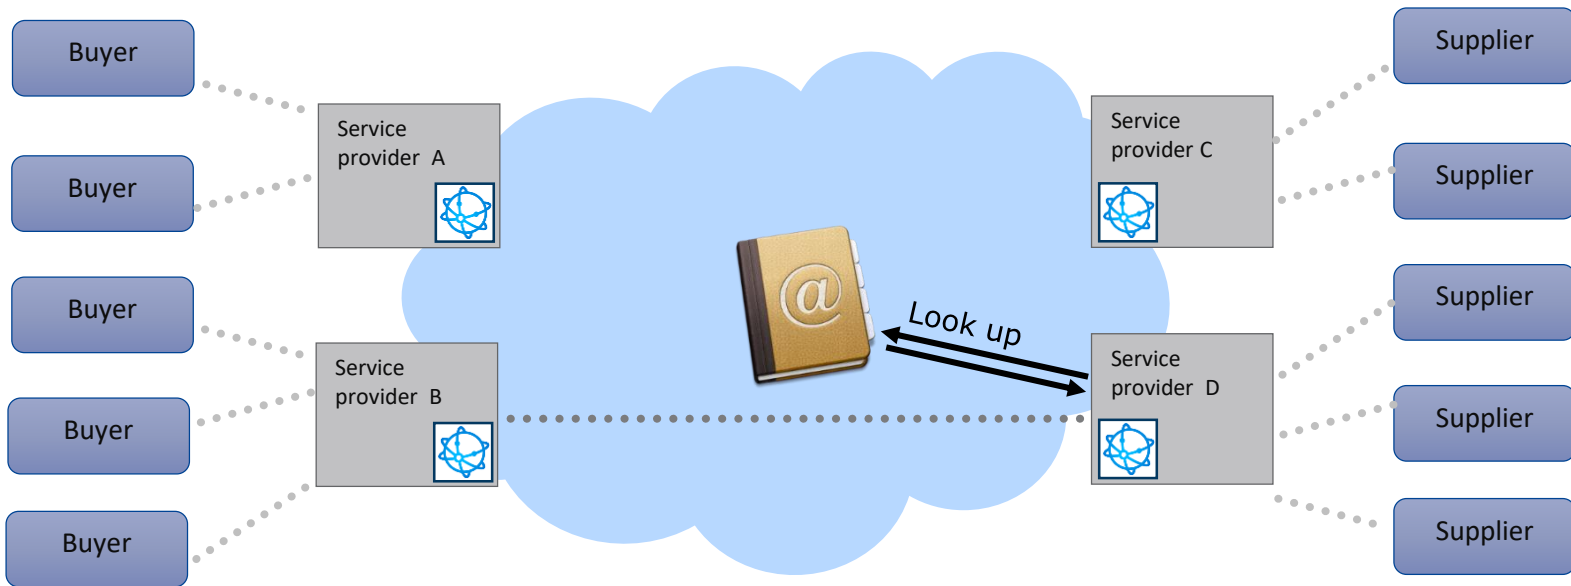 Buyer
Supplier
Service
provider  A
Service
provider C
Buyer
Supplier
@
Buyer
Supplier
Look up
Service
provider  B
Service
provider  D
Buyer
Supplier
Buyer
Supplier